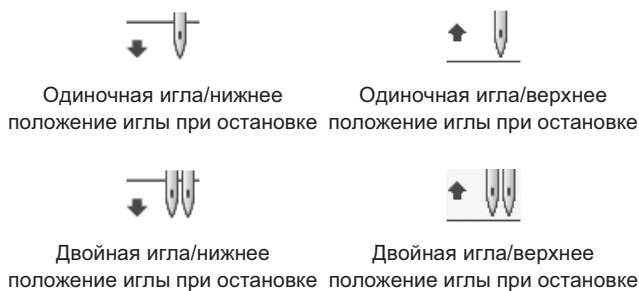 Одиночная игла/нижнее
положение иглы при остановке
Одиночная игла/верхнее
положение иглы при остановке
Двойная игла/нижнее
положение иглы при остановке
Двойная игла/верхнее
положение иглы при остановке